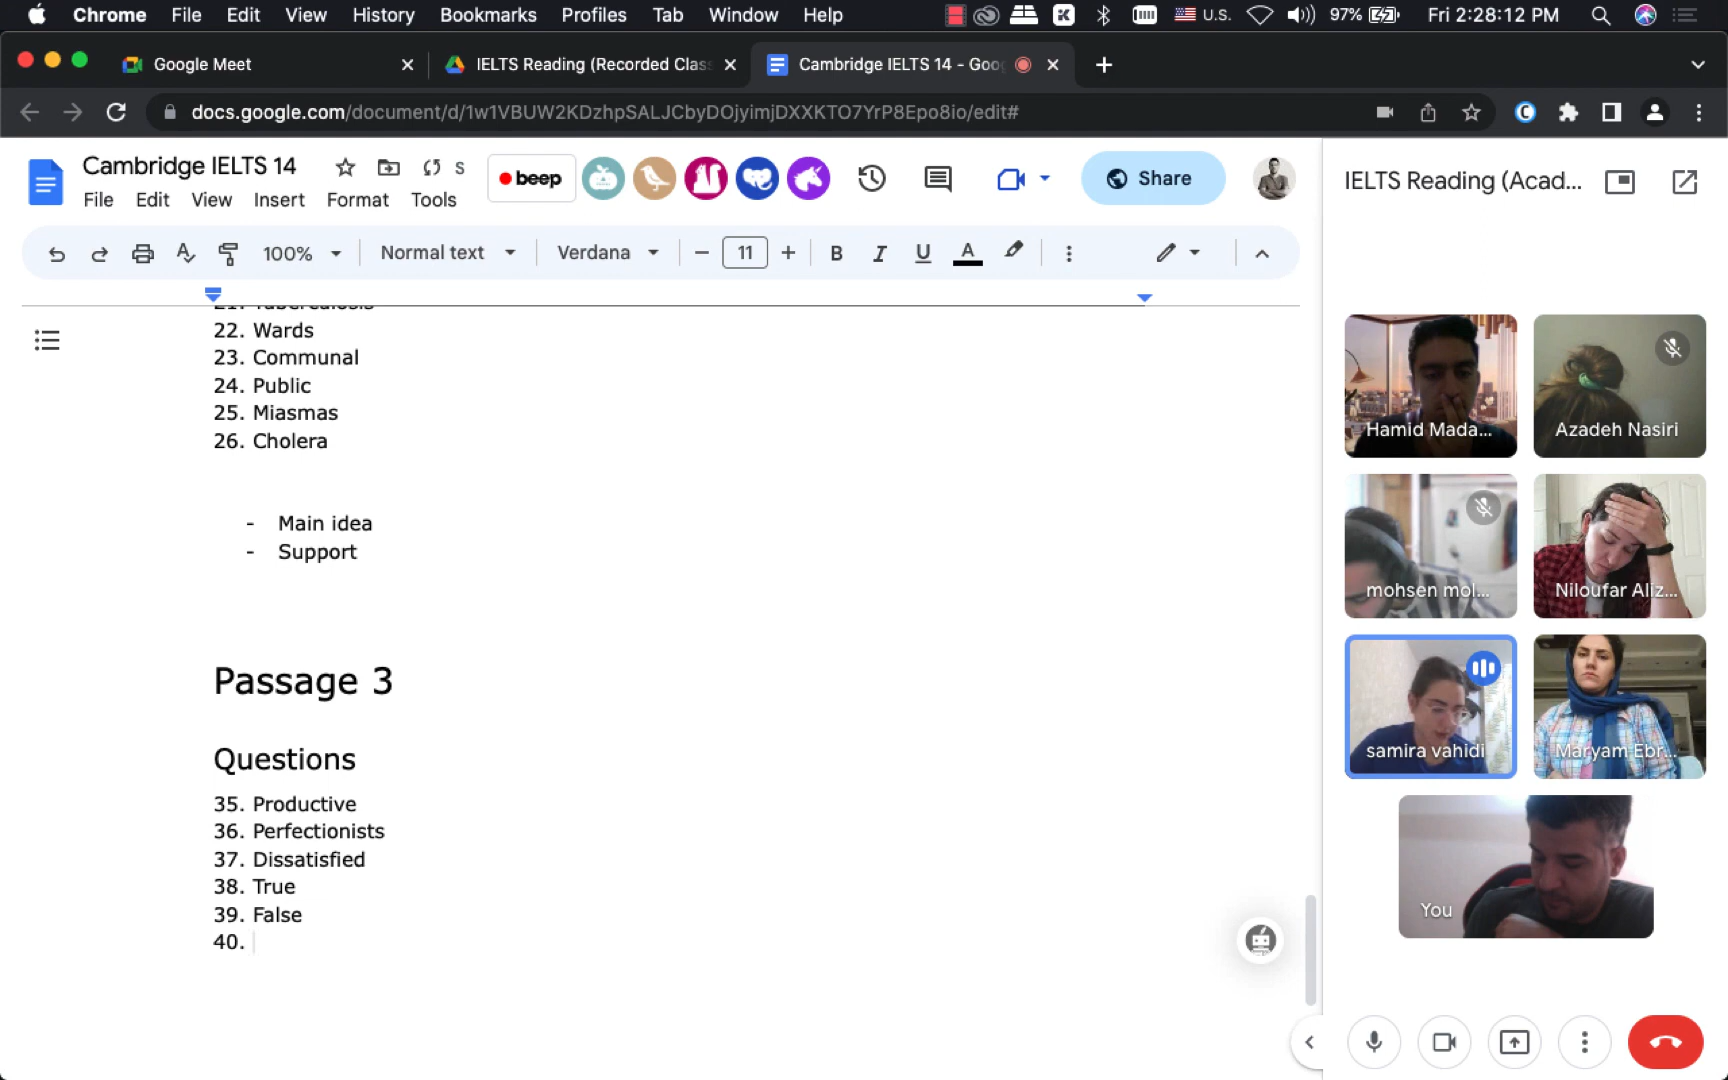 Chrome File Edit View History Bookmarks Profiles Tab Window Help U.S. 97% Fri 2:28:12 PM
Google Meet IELTS Reading (Recorded Clas Cambridge IELTS 14 - Goo
docs.google.com/document/d/1w1VBUW2KDzhpSALJCbyDOjyimjDXXKTO7YrP8Epo8io/edit#
Cambridge IELTS 14 S beep Share
File Edit View Insert Format Tools
100% Normal text Verdana 11 B I U A
21. Tuberculosis
22. Wards
23. Communal
24. Public
25. Miasmas
26. Cholera
- Main idea
- Support
Passage 3
Questions
35. Productive
36. Perfectionists
37. Dissatisfied
38. True
39. False
40.
IELTS Reading (Acad...
Hamid Mada...
Azadeh Nasiri
mohsen mol...
Niloufar Aliz...
samira vahidi
Maryam Ebr...
You